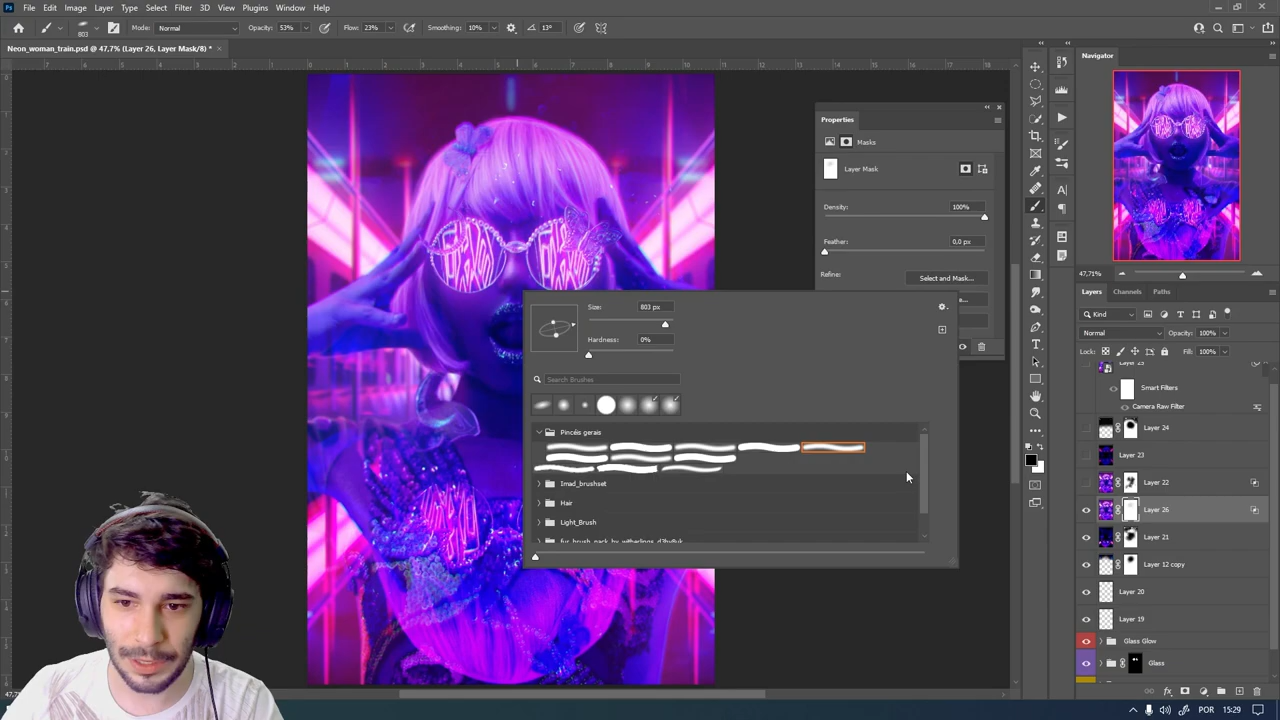 File Edit Image Layer Type Select Filter 3D View Plugins Window Help
803 Mode: Normal Opacity: 53% Flow: 23% Smoothing: 10% 13°
Neon_woman_train.psd @ 47,7% (Layer 26, Layer Mask/8) *
Navigator
Properties
Masks
Layer Mask
Density: 100%
Feather: 0,0 px
Refine: Select and Mask...
47,71%
Size: 803 px
Hardness: 0%
Search Brushes
Pincéis gerais
Imad_brushset
Hair
Light_Brush
Layers Channels Paths
Kind
Normal Opacity: 100%
Lock: Fill: 100%
Smart Filters
Camera Raw Filter
Layer 24
Layer 23
Layer 22
Layer 26
Layer 21
Layer 12 copy
Layer 20
Layer 19
Glass Glow
Glass
POR 15:29